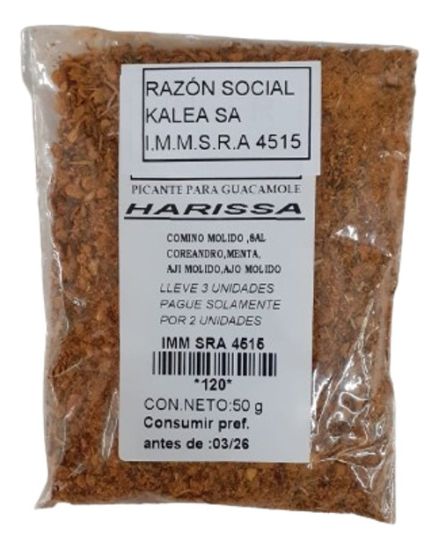 RAZÓN SOCIAL
KALEA SA
I.M.M.S.R.A 4515
PICANTE PARA GUACAMOLE
HARISSA
COMINO MOLIDO ,SAL
COREANDRO,MENTA,
AJI MOLIDO,AJO MOLIDO
LLEVE 3 UNIDADES
PAGUE SOLAMENTE
POR 2 UNIDADES
IMM SRA 4515
*120*
CON.NETO:50 g
Consumir pref.
antes de :03/26